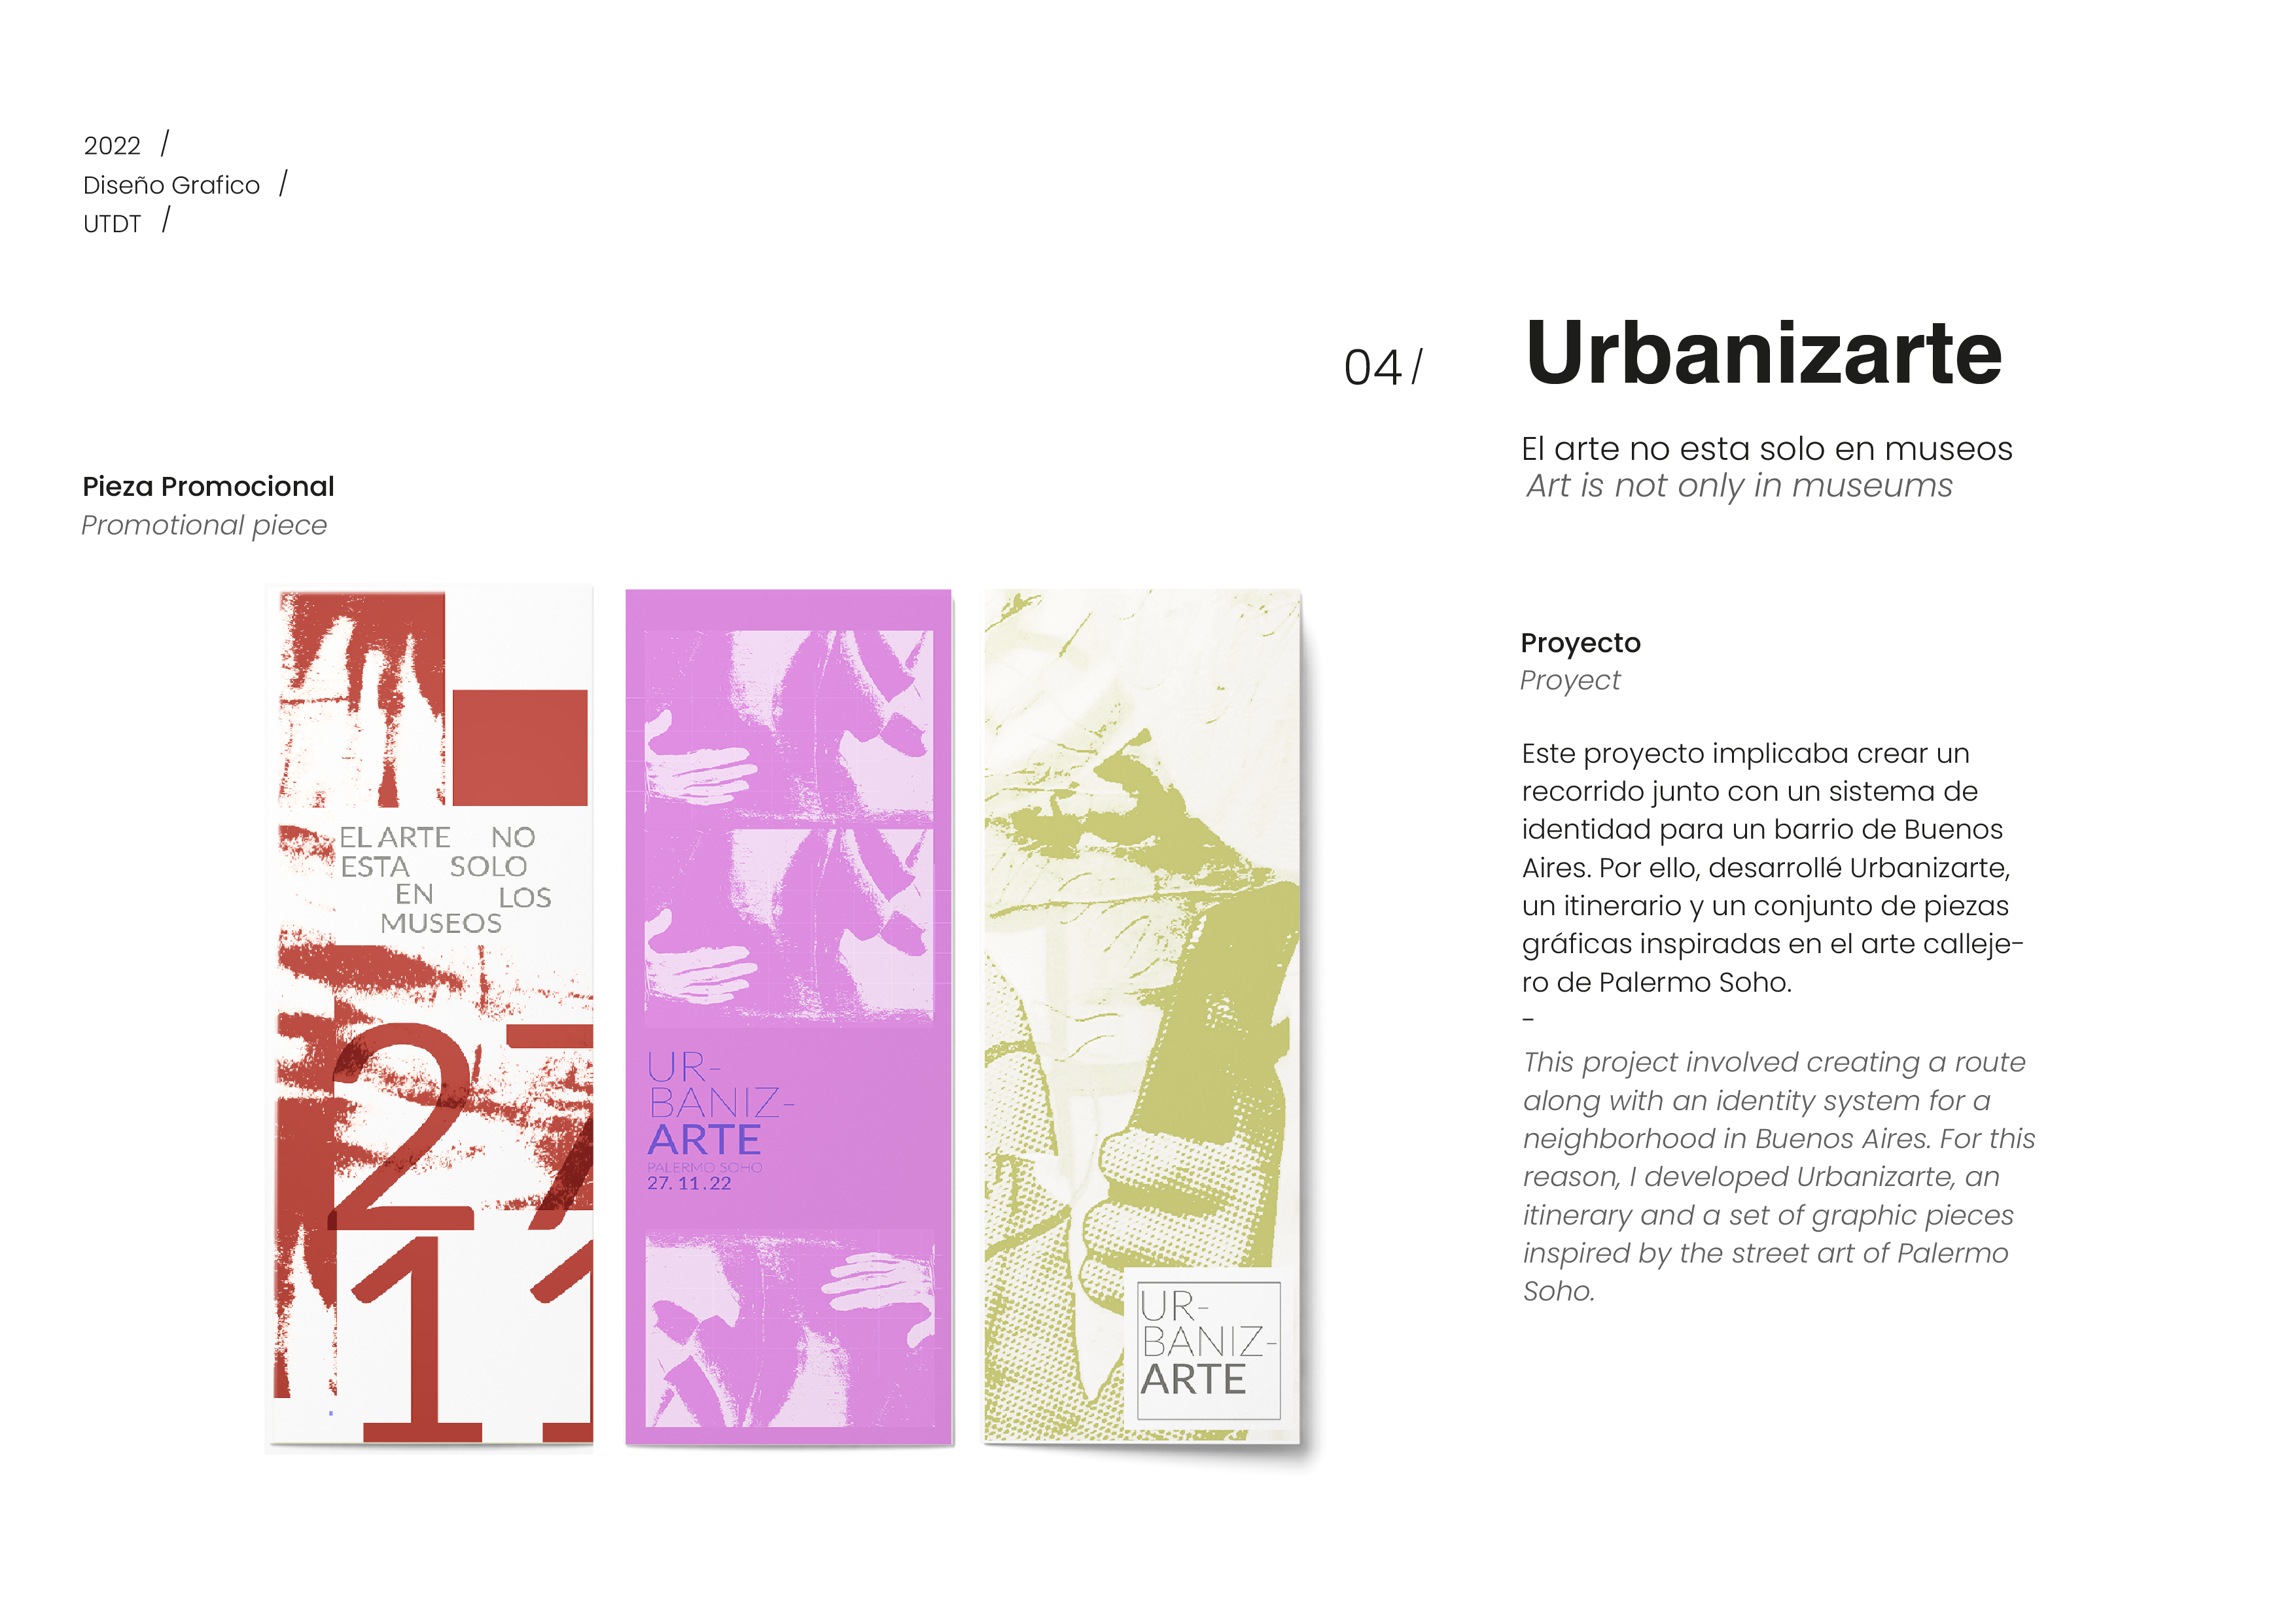 2022 /
Diseño Grafico /
UTDT /
04/
Urbanizarte
El arte no esta solo en museos
Art is not only in museums
Pieza Promocional
Promotional piece
EL ARTE NO
ESTA SOLO
EN LOS
MUSEOS
27
11
UR-
BANIZ-
ARTE
PALERMO SOHO
27.11.22
UR-
BANIZ-
ARTE
Proyecto
Proyect
Este proyecto implicaba crear un
recorrido junto con un sistema de
identidad para un barrio de Buenos
Aires. Por ello, desarrollé Urbanizarte,
un itinerario y un conjunto de piezas
gráficas inspiradas en el arte calleje-
ro de Palermo Soho.
-
This project involved creating a route
along with an identity system for a
neighborhood in Buenos Aires. For this
reason, I developed Urbanizarte, an
itinerary and a set of graphic pieces
inspired by the street art of Palermo
Soho.